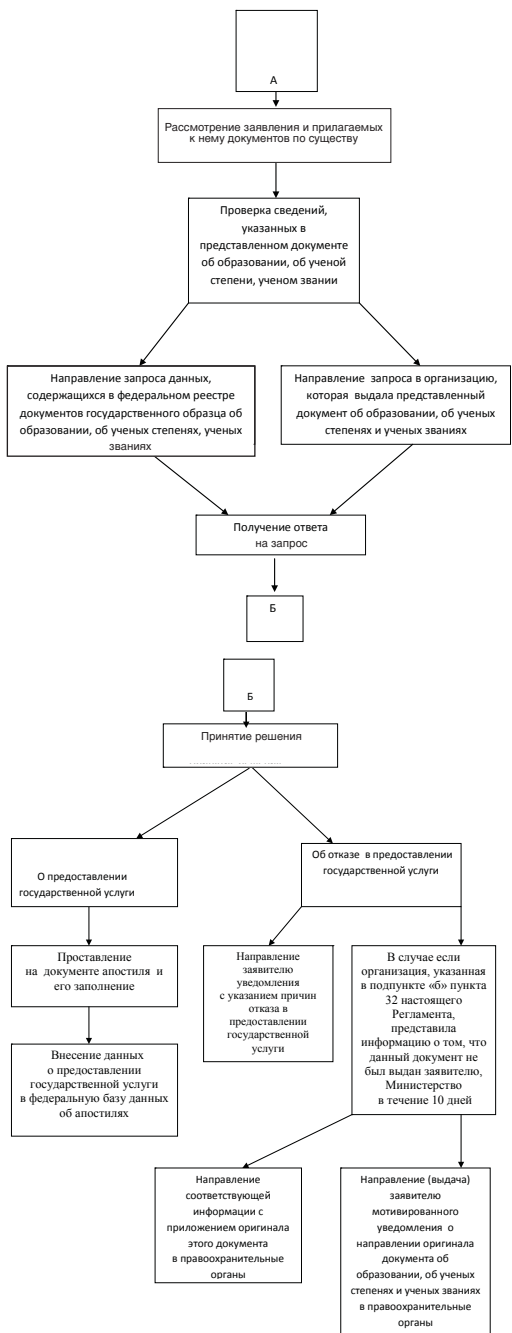 А
Рассмотрение заявления и прилагаемых
к нему документов по существу
Проверка сведений,
указанных в
представленном документе
об образовании, об ученой
степени, ученом звании
Направление запроса данных,
содержащихся в федеральном реестре
документов государственного образца об
образовании, об ученых степенях, ученых
званиях
Направление запроса в организацию,
которая выдала представленный
документ об образовании, об ученых
степенях и ученых званиях
Получение ответа
на запрос
Б
Б
Принятие решения
О предоставлении
государственной услуги
Об отказе в предоставлении
государственной услуги
Проставление
на документе апостиля и
его заполнение
Направление
заявителю
уведомления
с указанием причин
отказа в
предоставлении
государственной
услуги
В случае если
организация, указанная
в подпункте «б» пункта
32 настоящего
Регламента,
представила
информацию о том, что
данный документ не
был выдан заявителю,
Министерство
в течение 10 дней
Внесение данных
о предоставлении
государственной услуги
в федеральную базу данных
об апостилях
Направление
соответствующей
информации с
приложением оригинала
этого документа
в правоохранительные
органы
Направление (выдача)
заявителю
мотивированного
уведомления о
направлении оригинала
документа об
образовании, об ученых
степенях и ученых званиях
в правоохранительные
органы